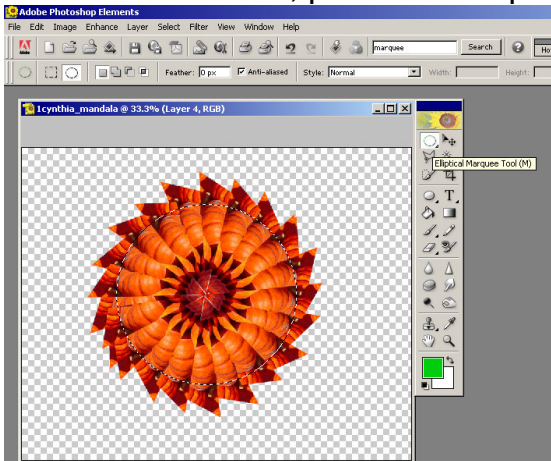 Adobe Photoshop Elements
File Edit Image Enhance Layer Select Filter View Window Help
marquee Search
Feather: 0 px Anti-aliased Style: Normal Width: Height:
1cynthia_mandala @ 33.3% (Layer 4, RGB)
Elliptical Marquee Tool (M)
T